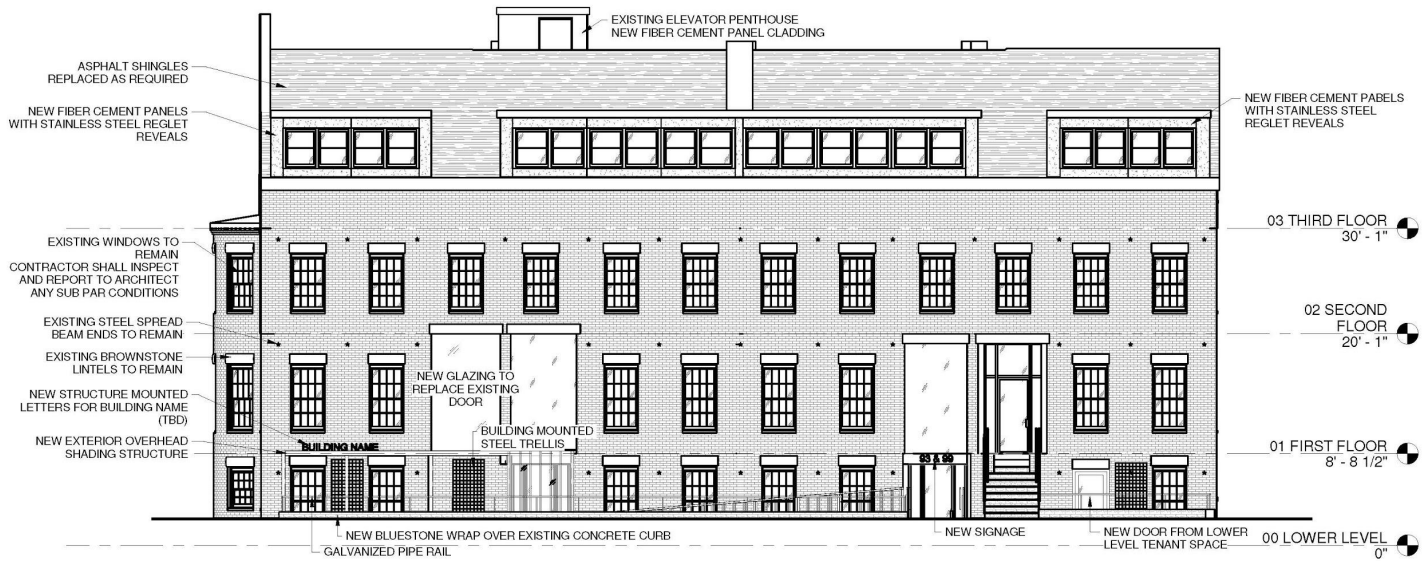 EXISTING ELEVATOR PENTHOUSE
NEW FIBER CEMENT PANEL CLADDING
ASPHALT SHINGLES
REPLACED AS REQUIRED
NEW FIBER CEMENT PANELS
WITH STAINLESS STEEL REGLET
REVEALS
NEW FIBER CEMENT PABELS
WITH STAINLESS STEEL
REGLET REVEALS
03 THIRD FLOOR
30' - 1"
EXISTING WINDOWS TO
REMAIN
CONTRACTOR SHALL INSPECT
AND REPORT TO ARCHITECT
ANY SUB PAR CONDITIONS
02 SECOND
FLOOR
20' - 1"
EXISTING STEEL SPREAD
BEAM ENDS TO REMAIN
EXISTING BROWNSTONE
LINTELS TO REMAIN
NEW GLAZING TO
REPLACE EXISTING
DOOR
NEW STRUCTURE MOUNTED
LETTERS FOR BUILDING NAME
(TBD)
BUILDING MOUNTED
STEEL TRELLIS
NEW EXTERIOR OVERHEAD
SHADING STRUCTURE
BUILDING NAME
93 & 99
01 FIRST FLOOR
8' - 8 1/2"
NEW BLUESTONE WRAP OVER EXISTING CONCRETE CURB
GALVANIZED PIPE RAIL
NEW SIGNAGE
NEW DOOR FROM LOWER
LEVEL TENANT SPACE
00 LOWER LEVEL
0"